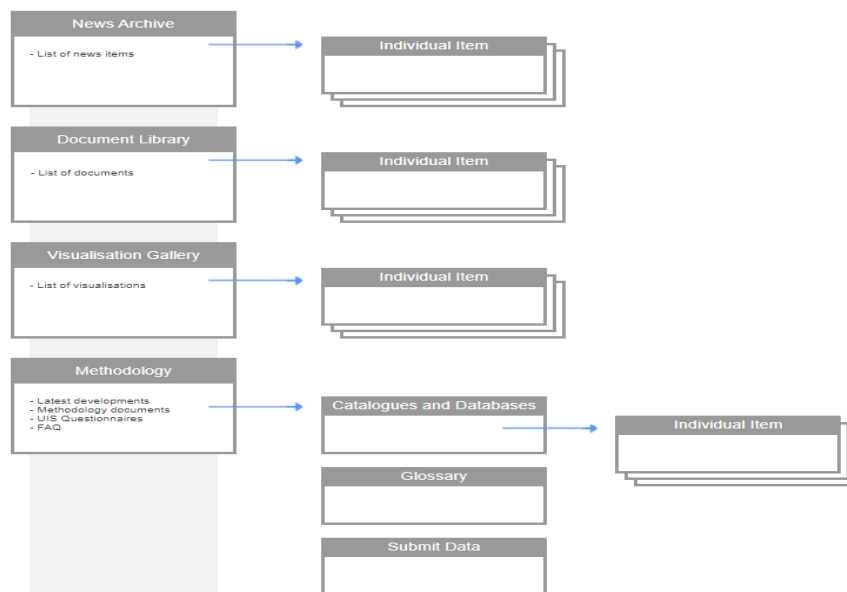 News Archive
- List of news items
Individual Item
Document Library
- List of documents
Individual Item
Visualisation Gallery
- List of visualisations
Individual Item
Methodology
- Latest developments
- Methodology documents
- UIS Questionnaires
- FAQ
Catalogues and Databases
Individual Item
Glossary
Submit Data